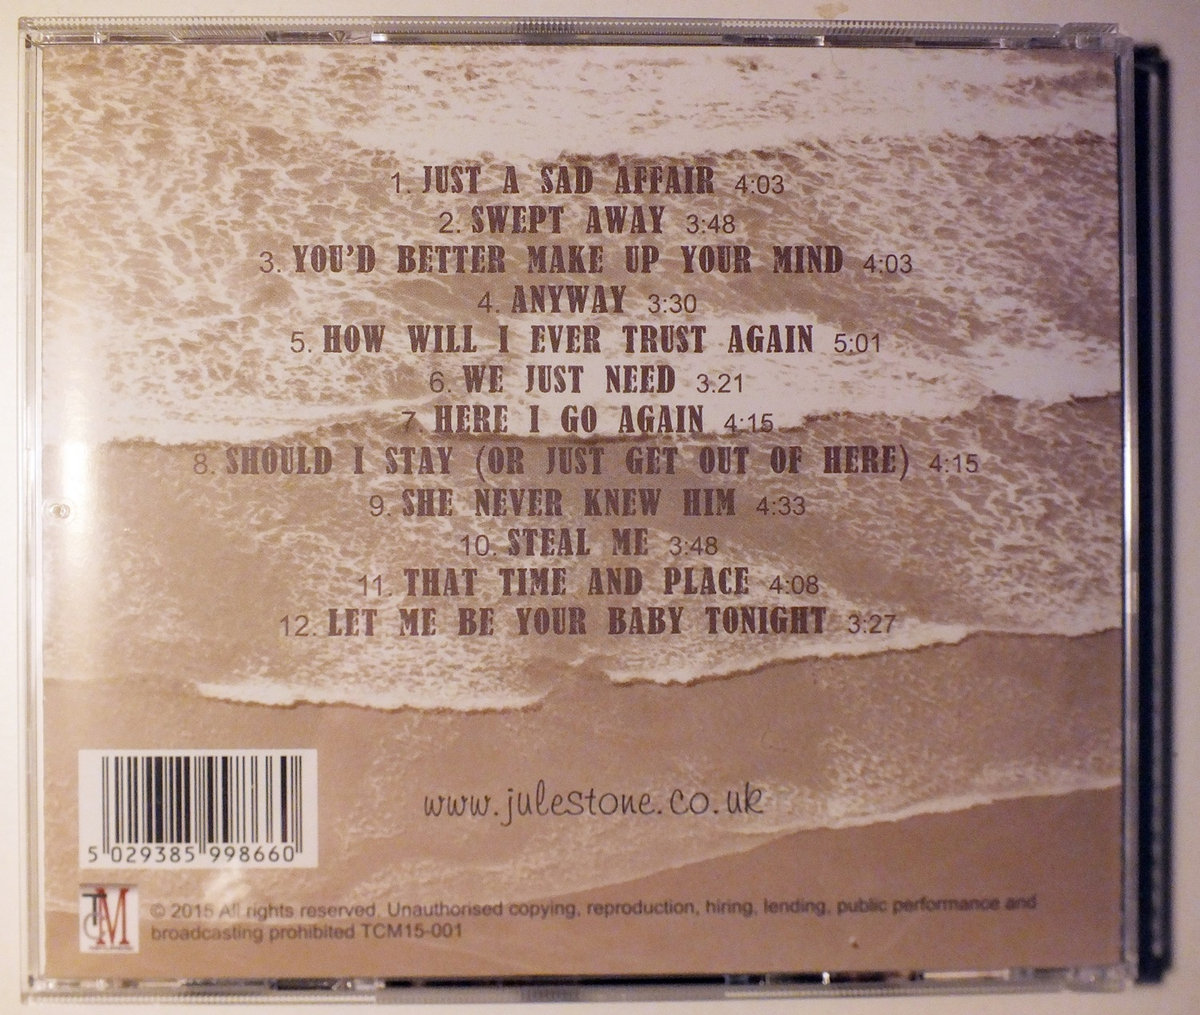 1. JUST A SAD AFFAIR 4:03
2. SWEPT AWAY 3:48
3. YOU'D BETTER MAKE UP YOUR MIND 4:03
4. ANYWAY 3:30
5. HOW WILL I EVER TRUST AGAIN 5:01
6. WE JUST NEED 3.21
7. HERE I GO AGAIN 4:15
8. SHOULD I STAY (OR JUST GET OUT OF HERE) 4:15
9. SHE NEVER KNEW HIM 4:33
10. STEAL ME 3:48
11. THAT TIME AND PLACE 4:08
12. LET ME BE YOUR BABY TONIGHT 3:27
www.julestone.co.uk
5 029385 998660
TCM
© 2015 All rights reserved. Unauthorised copying, reproduction, hiring, lending, public performance and
broadcasting prohibited TCM15-001